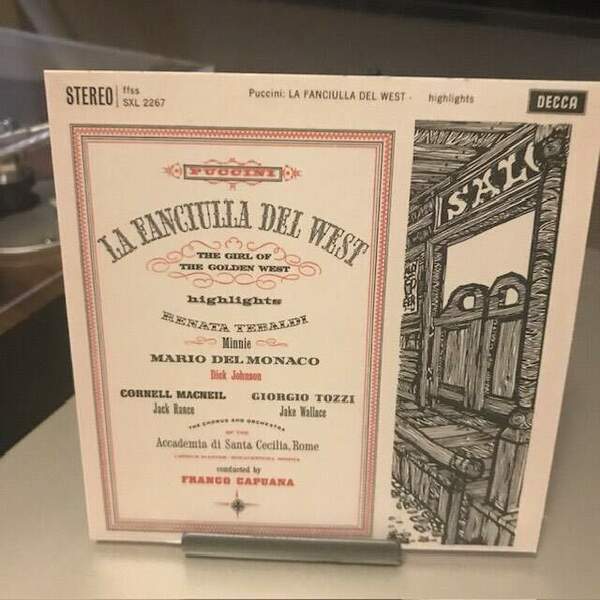 STEREO ffss
SXL 2267
Puccini: LA FANCIULLA DEL WEST - highlights
DECCA
PUCCINI
LA FANCIULLA DEL WEST
THE GIRL OF
THE GOLDEN WEST
highlights
RENATA TEBALDI
Minnie
MARIO DEL MONACO
Dick Johnson
CORNELL MACNEIL GIORGIO TOZZI
Jack Rance Jake Wallace
THE CHORUS AND ORCHESTRA
OF THE
Accademia di Santa Cecilia, Rome
conducted by
FRANCO CAPUANA
SALO